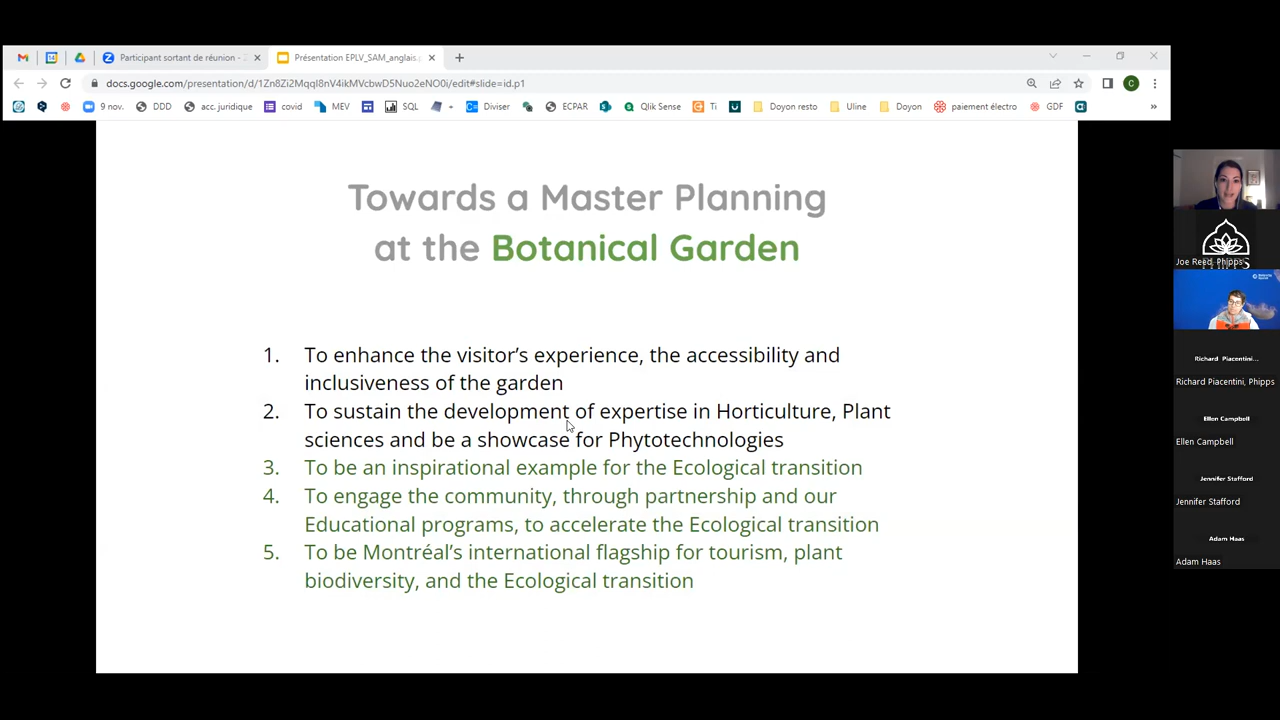 Participant sortant de réunion - Z
Présentation EPLV_SAM_anglais.p
docs.google.com/presentation/d/1Zn8Zi2MqqI8nV4ikMVcbwD5Nuo2eNO0i/edit#slide=id.p1
9 nov. DDD acc. juridique covid MEV SQL Diviser ECPAR Qlik Sense Ti Doyon resto Uline Doyon paiement électro GDF »
Towards a Master Planning
at the Botanical Garden
1. To enhance the visitor's experience, the accessibility and
inclusiveness of the garden
2. To sustain the development of expertise in Horticulture, Plant
sciences and be a showcase for Phytotechnologies
3. To be an inspirational example for the Ecological transition
4. To engage the community, through partnership and our
Educational programs, to accelerate the Ecological transition
5. To be Montréal's international flagship for tourism, plant
biodiversity, and the Ecological transition
PHIPPS
Joe Reed, Phipps
Richard Piacentini...
Richard Piacentini, Phipps
Ellen Campbell
Ellen Campbell
Jennifer Stafford
Jennifer Stafford
Adam Haas
Adam Haas